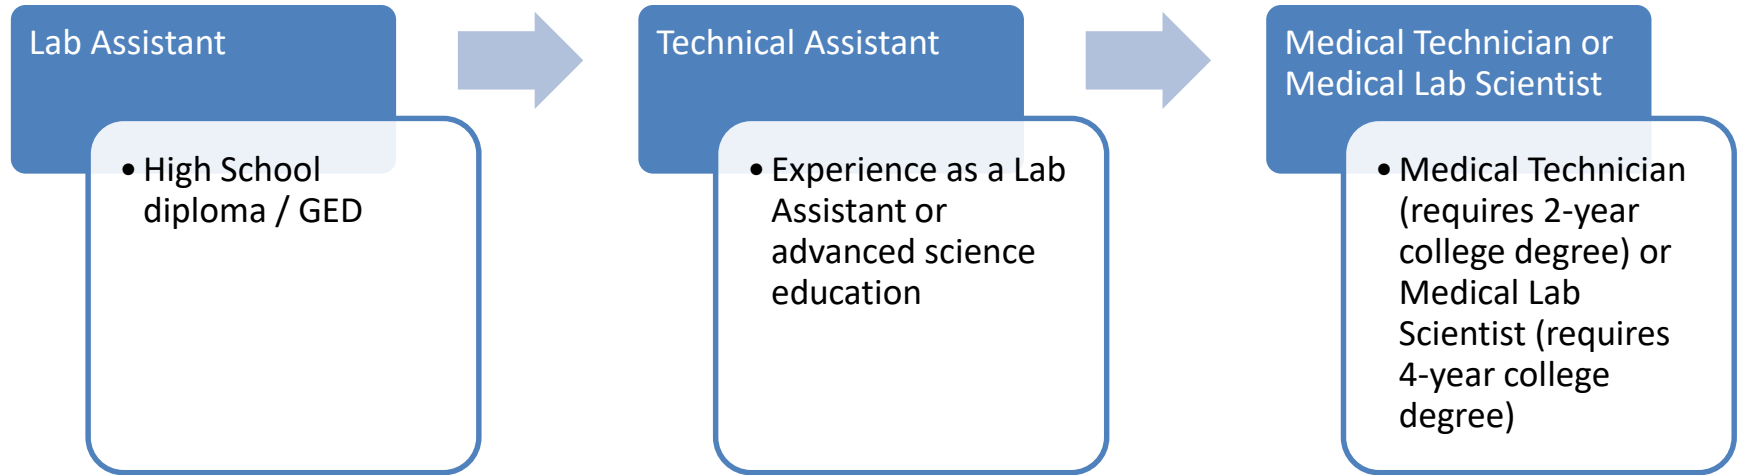 Lab Assistant
• High School
diploma / GED
Technical Assistant
• Experience as a Lab
Assistant or
advanced science
education
Medical Technician or
Medical Lab Scientist
• Medical Technician
(requires 2-year
college degree) or
Medical Lab
Scientist (requires
4-year college
degree)